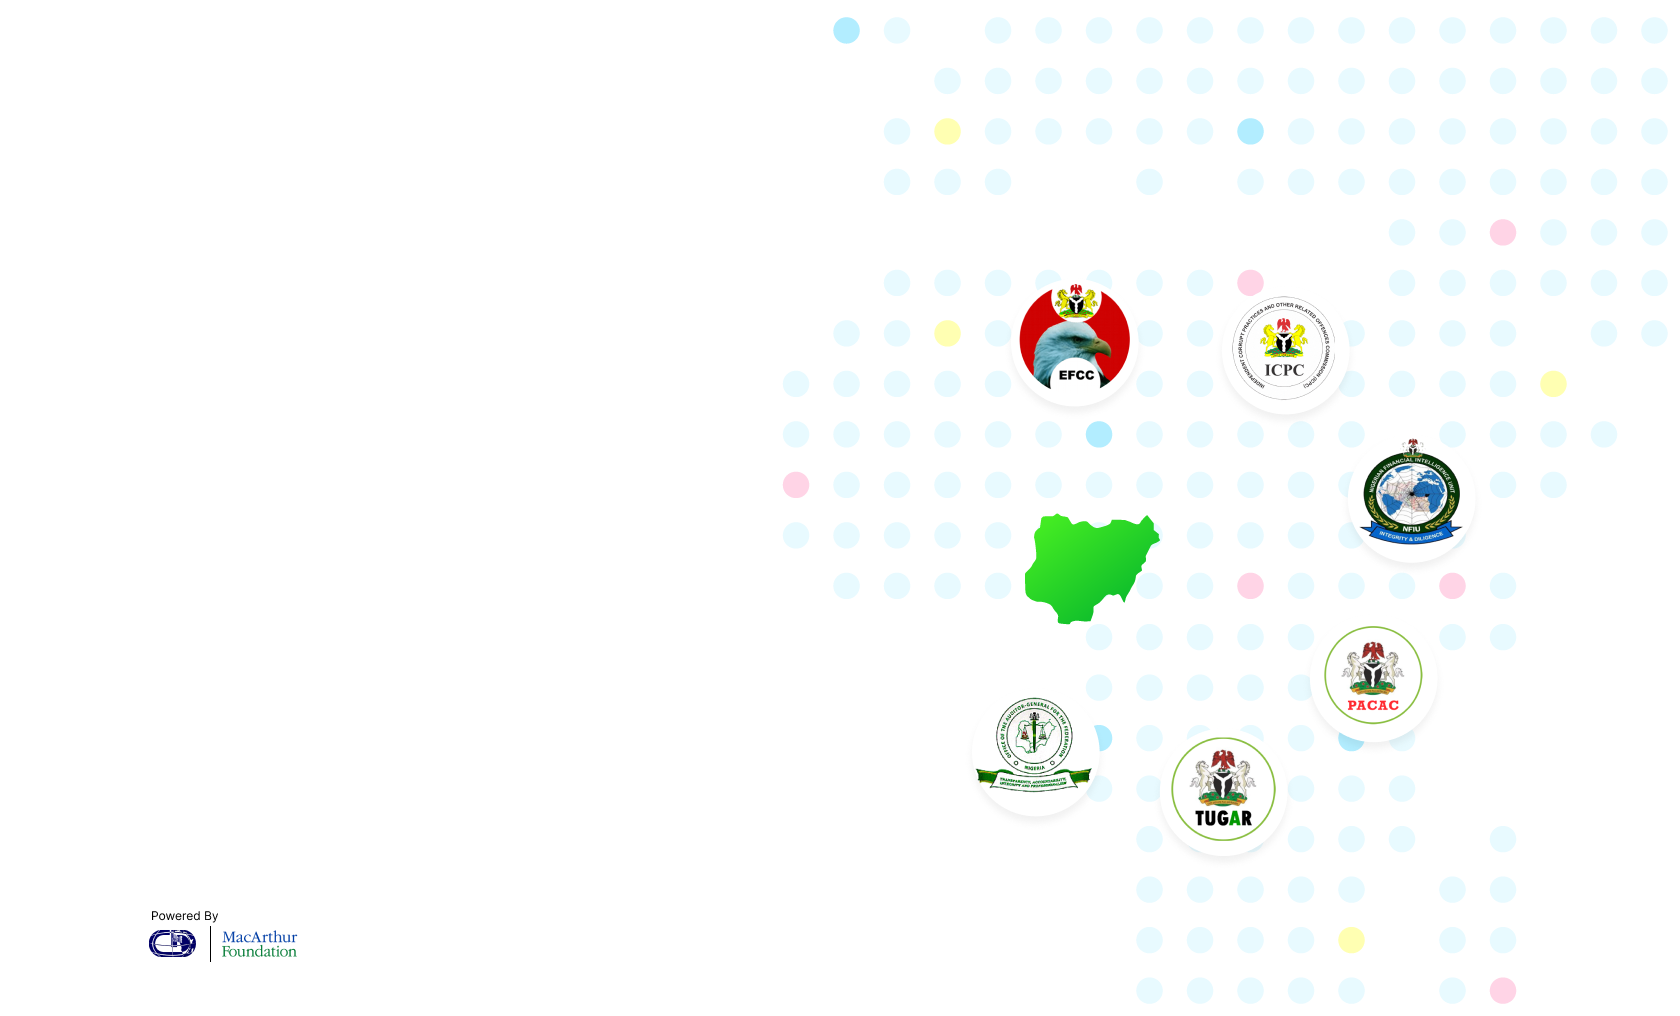 EFCC
INDEPENDENT CORRUPT PRACTICES AND OTHER RELATED OFFENCES COMMISSION (ICPC)
ICPC
NIGERIAN FINANCIAL INTELLIGENCE UNIT
NFIU
INTEGRITY & DILIGENCE
PACAC
OFFICE OF THE AUDITOR-GENERAL FOR THE FEDERATION
NIGERIA
TRANSPARENCY, ACCOUNTABILITY,
INTEGRITY AND PROFESSIONALISM
TUGAR
Powered By
MacArthur
Foundation